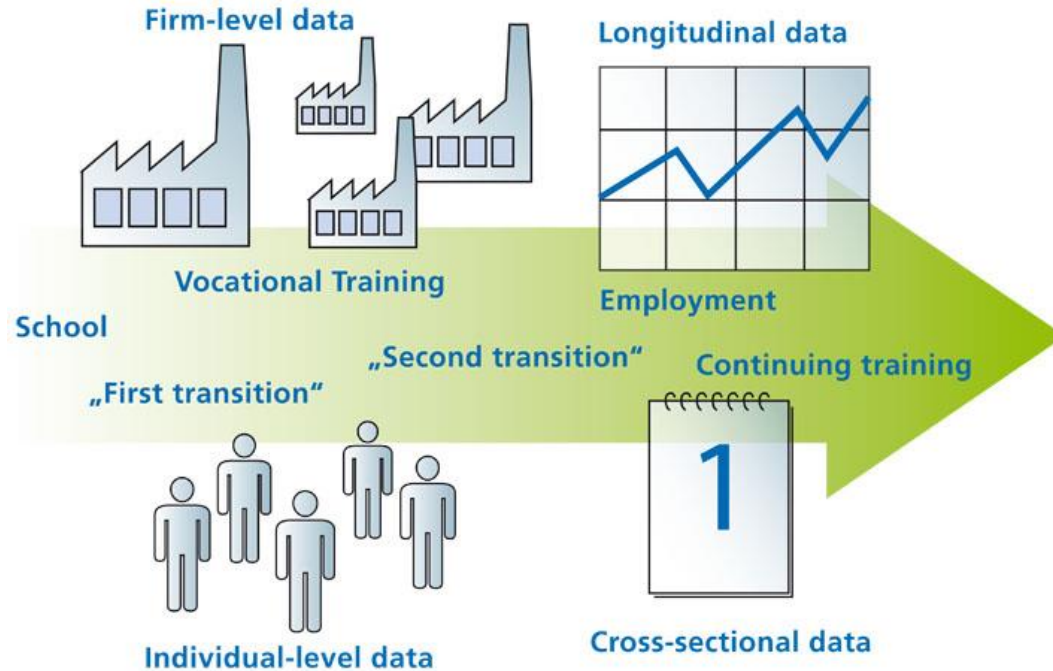 Firm-level data
Longitudinal data
Vocational Training
Employment
School
„Second transition“
Continuing training
„First transition“
1
Cross-sectional data
Individual-level data